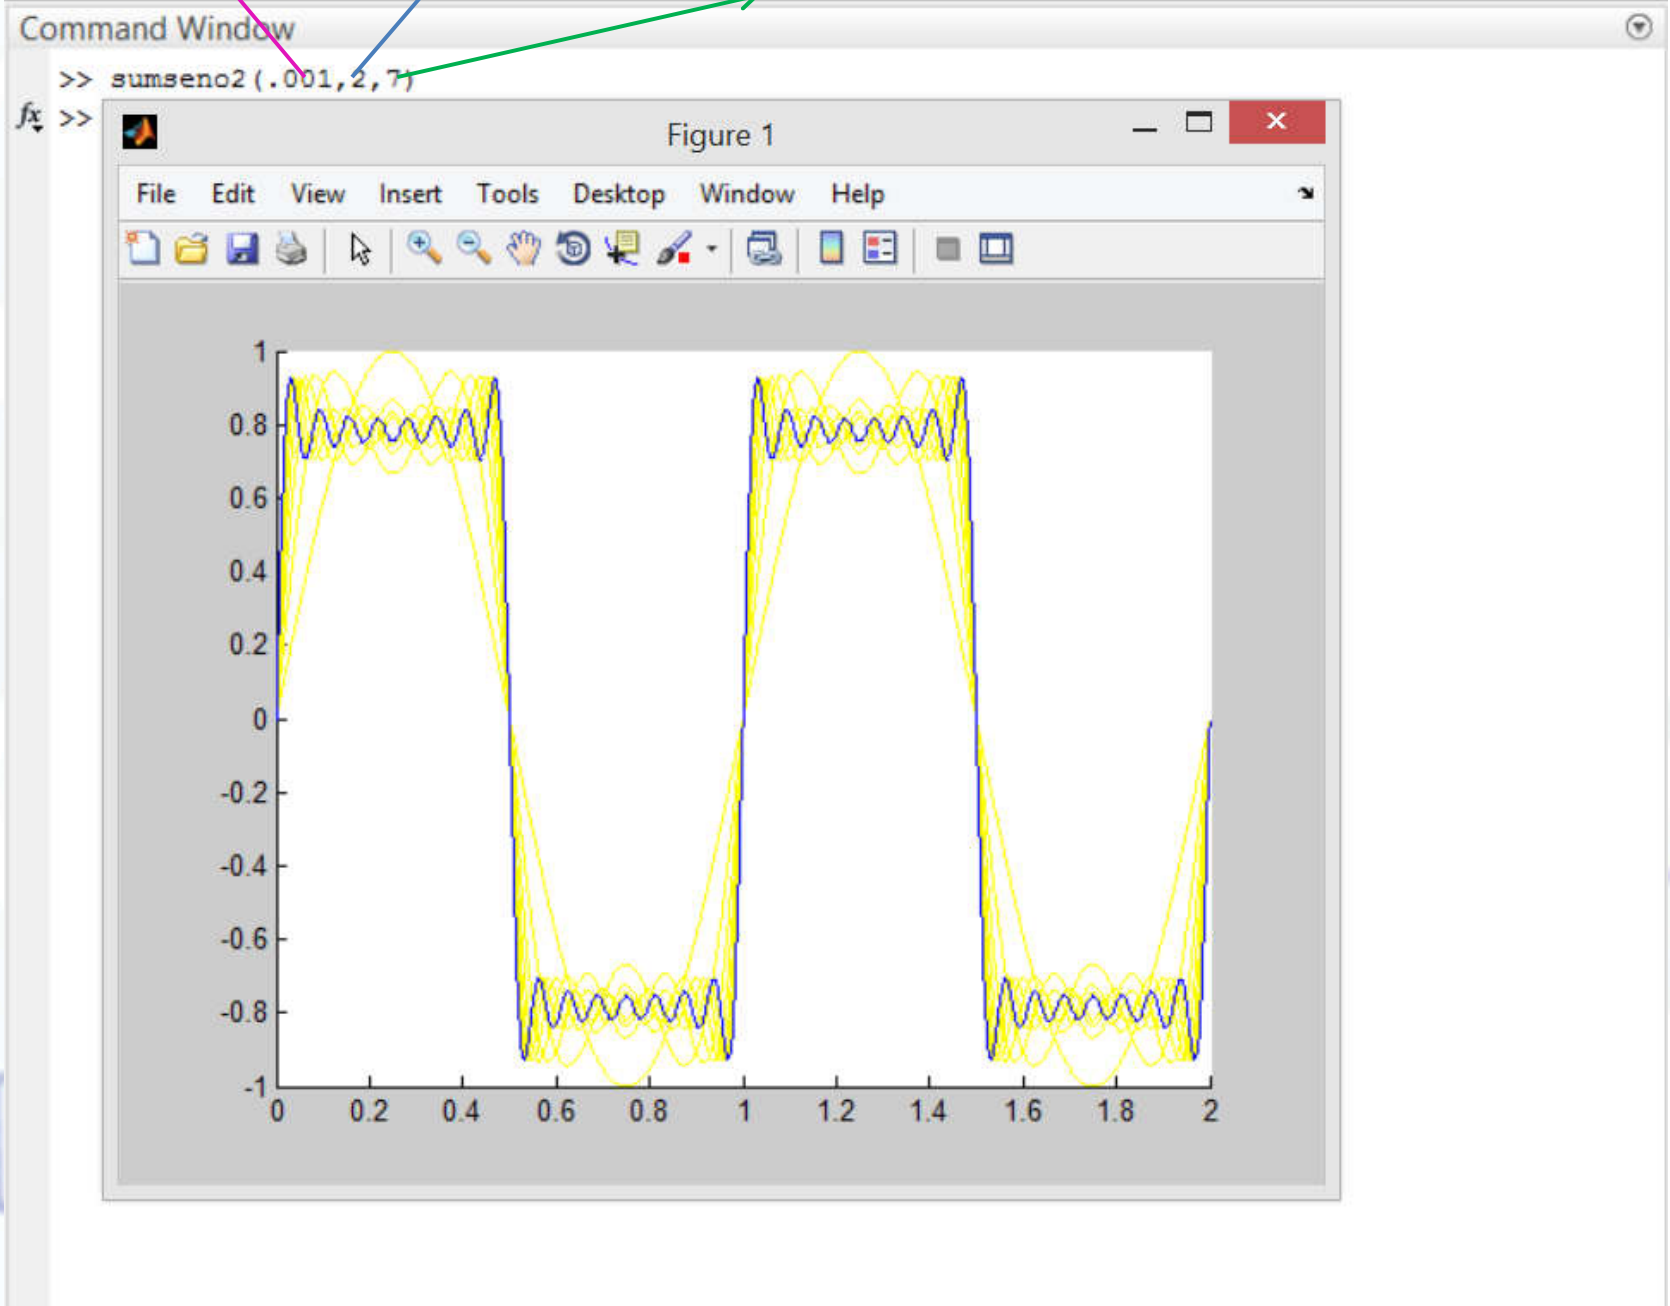 Command Window
>> sumseno2(.001,2,7)
fx >>
Figure 1
File Edit View Insert Tools Desktop Window Help
1
0.8
0.6
0.4
0.2
0
-0.2
-0.4
-0.6
-0.8
-1
0 0.2 0.4 0.6 0.8 1 1.2 1.4 1.6 1.8 2